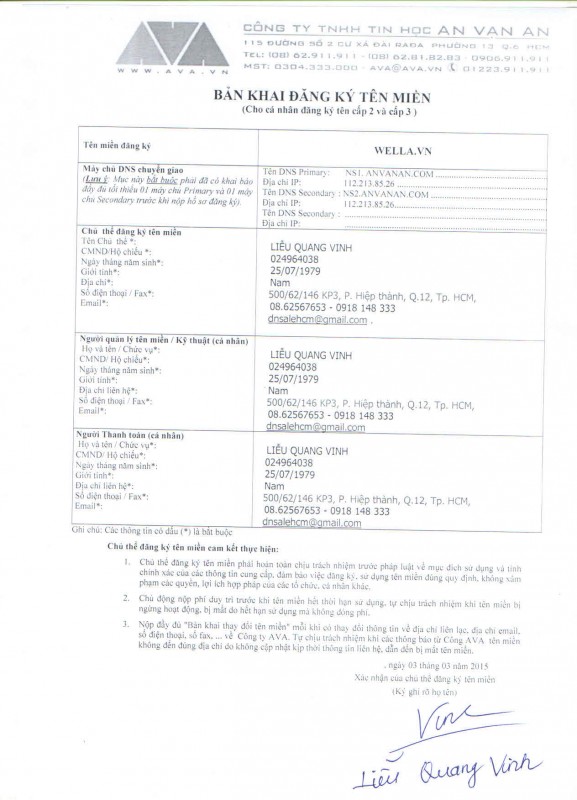 AVA
WWW.AVA.VN
CÔNG TY TNHH TIN HỌC AN VAN AN
115 ĐƯỜNG SỐ 2 CƯ XÁ ĐÀI RAĐA PHƯỜNG 13 Q.6 HCM
TEL: (08) 62.911.911 - (08) 62.81.82.83 - 0906.911.911
MST: 0304.333.000 - AVA@AVA.VN 01223.911.911
BẢN KHAI ĐĂNG KÝ TÊN MIỀN
(Cho cá nhân đăng ký tên cấp 2 và cấp 3 )
Tên miền đăng ký
WELLA.VN
Máy chủ DNS chuyển giao
(Lưu ý: Mục này bắt buộc phải đã có khai báo
đầy đủ tối thiểu 01 máy chủ Primary và 01 máy
chủ Secondary trước khi nộp hồ sơ đăng ký).
Tên DNS Primary: NS1. ANVANAN.COM
Địa chỉ IP: 112.213.85.26
Tên DNS Secondary : NS2.ANVANAN.COM
Địa chỉ IP: 112.213.85.26
Tên DNS Secondary :
Địa chỉ IP:
Chủ thể đăng ký tên miền
Tên Chủ thể *: LIÊU QUANG VINH
CMND/Hộ chiếu *: 024964038
Ngày tháng năm sinh*: 25/07/1979
Giới tính*: Nam
Địa chỉ*: 500/62/146 KP3, P. Hiệp thành, Q.12, Tp. HCM,
Số điện thoại / Fax*: 08.62567653 - 0918 148 333
Email*: dnsalehcm@gmail.com .
Người quản lý tên miền / Kỹ thuật (cá nhân)
Họ và tên / Chức vụ*: LIÊU QUANG VINH
CMND/ Hộ chiếu*: 024964038
Ngày tháng năm sinh*: 25/07/1979
Giới tính*: Nam
Địa chỉ liên hệ*: 500/62/146 KP3, P. Hiệp thành, Q.12, Tp. HCM,
Số điện thoại / Fax*: 08.62567653 - 0918 148 333
Email*: dnsalehcm@gmail.com
Người Thanh toán (cá nhân)
Họ và tên / Chức vụ*: LIÊU QUANG VINH
CMND/ Hộ chiếu*: 024964038
Ngày tháng năm sinh*: 25/07/1979
Giới tính*: Nam
Địa chỉ liên hệ*: 500/62/146 KP3, P. Hiệp thành, Q.12, Tp. HCM,
Số điện thoại / Fax*: 08.62567653 - 0918 148 333
Email*: dnsalehcm@gmail.com
Ghi chú: Các thông tin có dấu (*) là bắt buộc
Chủ thể đăng ký tên miền cam kết thực hiện:
1. Chủ thể đăng ký tên miền phải hoàn toàn chịu trách nhiệm trước pháp luật về mục đích sử dụng và tính
chính xác của các thông tin cung cấp, đảm bảo việc đăng ký, sử dụng tên miền đúng quy định, không xâm
phạm các quyền, lợi ích hợp pháp của các tổ chức, cá nhân khác.
2. Chủ động nộp phí duy trì trước khi tên miền hết thời hạn sử dụng, tự chịu trách nhiệm khi tên miền bị
ngừng hoạt động, bị mất do hết hạn sử dụng mà không đóng phí.
3. Nộp đầy đủ "Bản khai thay đổi tên miền" mỗi khi có thay đổi thông tin về địa chỉ liên lạc, địa chỉ email,
số điện thoại, số fax, ... về Công ty AVA. Tự chịu trách nhiệm khi các thông báo từ Công AVA tên miền
không đến đúng địa chỉ do không cập nhật kịp thời thông tin liên hệ, dẫn đến bị mất tên miền.
, ngày 03 tháng 03 năm 2015
Xác nhận của chủ thể đăng ký tên miền
(Ký ghi rõ họ tên)
Vinh
Liêu Quang Vinh